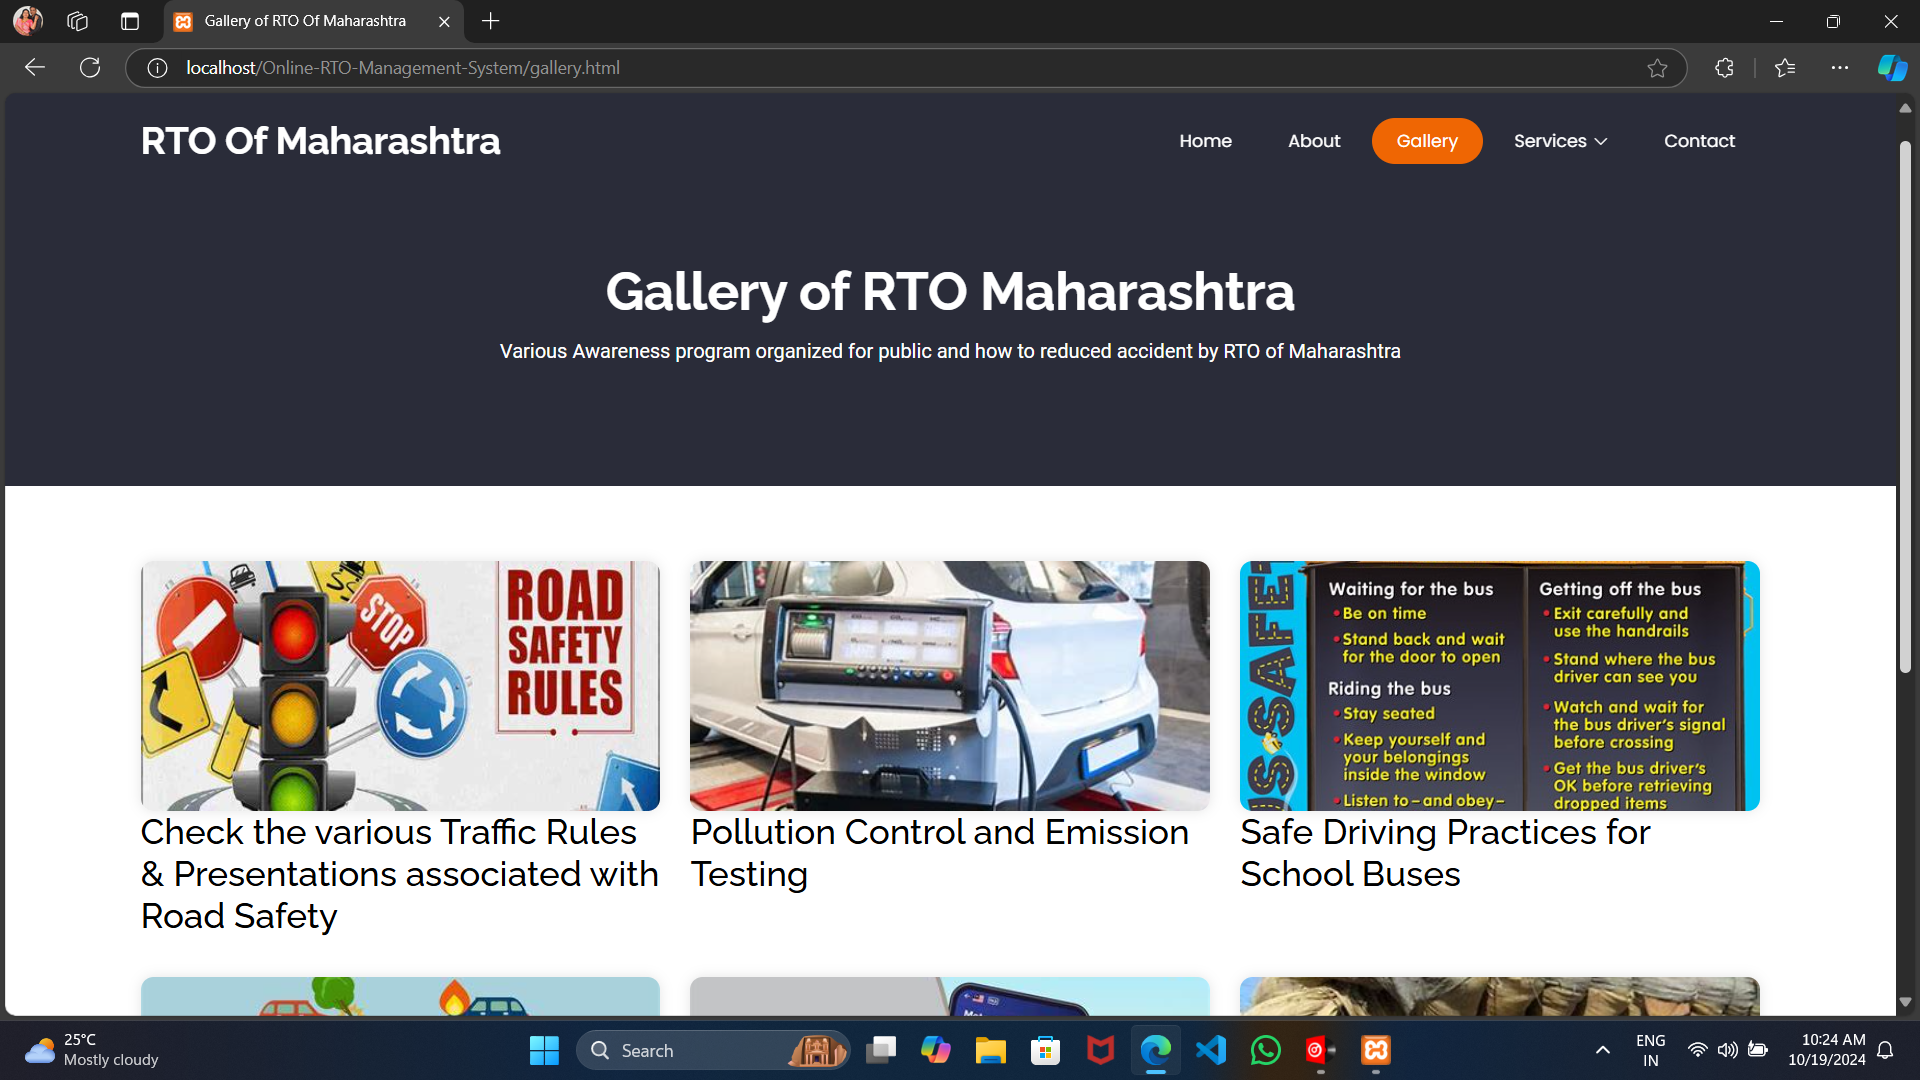 Gallery of RTO Of Maharashtra
localhost/Online-RTO-Management-System/gallery.html
RTO Of Maharashtra
Home About Gallery Services Contact
Gallery of RTO Maharashtra
Various Awareness program organized for public and how to reduced accident by RTO of Maharashtra
STOP
ROAD
SAFETY
RULES
Check the various Traffic Rules
& Presentations associated with
Road Safety
Pollution Control and Emission
Testing
Waiting for the bus
• Be on time
• Stand back and wait
for the door to open
Riding the bus
• Stay seated
• Keep yourself and
your belongings
inside the window
• Listen to – and obey –
Getting off the bus
• Exit carefully and
use the handrails
• Stand where the bus
driver can see you
• Watch and wait for
the bus driver's signal
before crossing
• Get the bus driver's
OK before retrieving
dropped items
Safe Driving Practices for
School Buses
25°C
Mostly cloudy
Search
ENG
IN
10:24 AM
10/19/2024